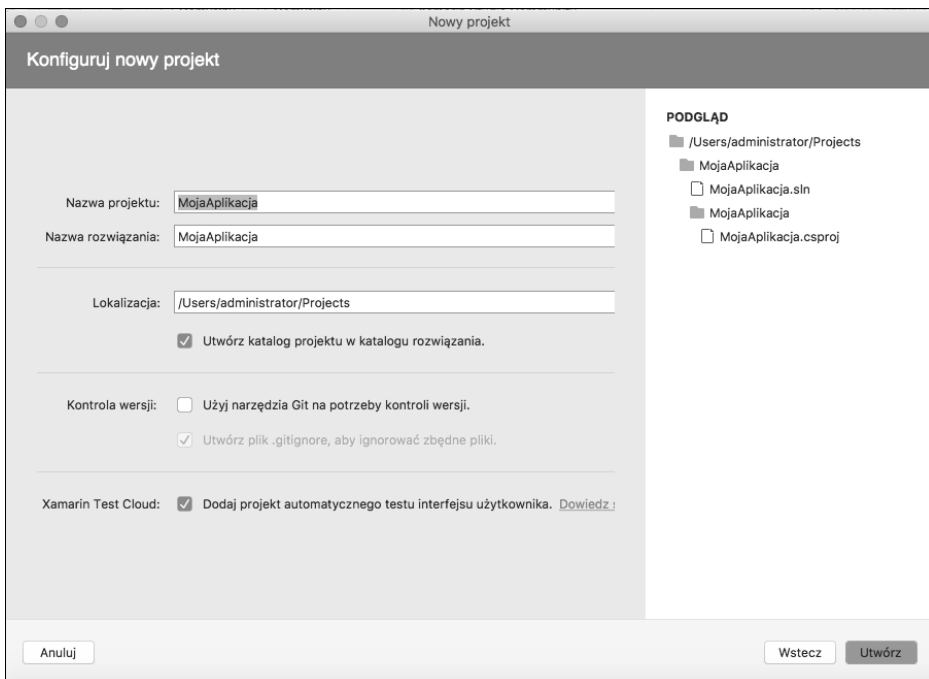 Nowy projekt
Konfiguruj nowy projekt
Nazwa projektu: MojaAplikacja
Nazwa rozwiązania: MojaAplikacja
Lokalizacja: /Users/administrator/Projects
Utwórz katalog projektu w katalogu rozwiązania.
Kontrola wersji: Użyj narzędzia Git na potrzeby kontroli wersji.
Utwórz plik .gitignore, aby ignorować zbędne pliki.
Xamarin Test Cloud: Dodaj projekt automatycznego testu interfejsu użytkownika. Dowiedz
PODGLĄD
/Users/administrator/Projects
MojaAplikacja
MojaAplikacja.sln
MojaAplikacja
MojaAplikacja.csproj
Anuluj
Wstecz
Utwórz